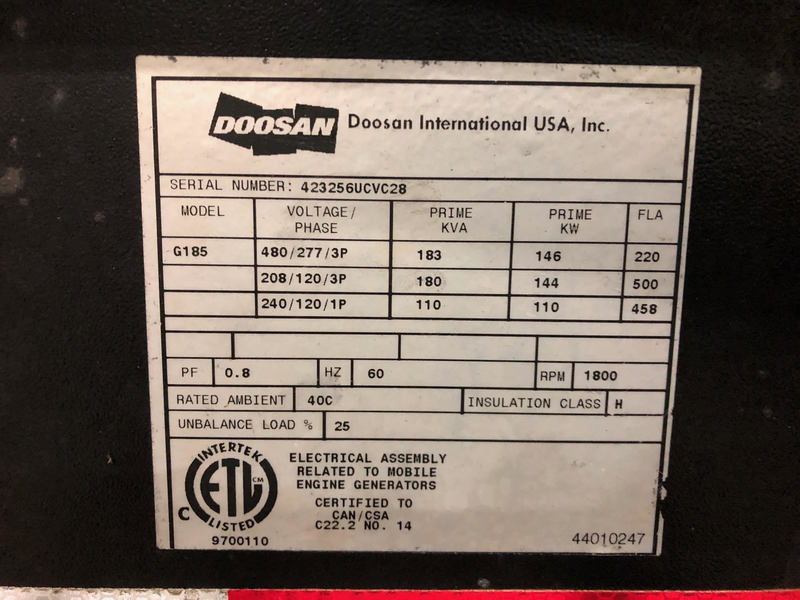 DOOSAN Doosan International USA, Inc.
SERIAL NUMBER: 423256UCVC28
MODEL VOLTAGE/ PHASE PRIME KVA PRIME KW FLA
G185 480/277/3P 183 146 220
208/120/3P 180 144 500
240/120/1P 110 110 458
PF 0.8 HZ 60 RPM 1800
RATED AMBIENT 40C INSULATION CLASS H
UNBALANCE LOAD % 25
INTERTEK
ETL CM
C LISTED
9700110
ELECTRICAL ASSEMBLY
RELATED TO MOBILE
ENGINE GENERATORS
CERTIFIED TO
CAN/CSA
C22.2 NO. 14
44010247